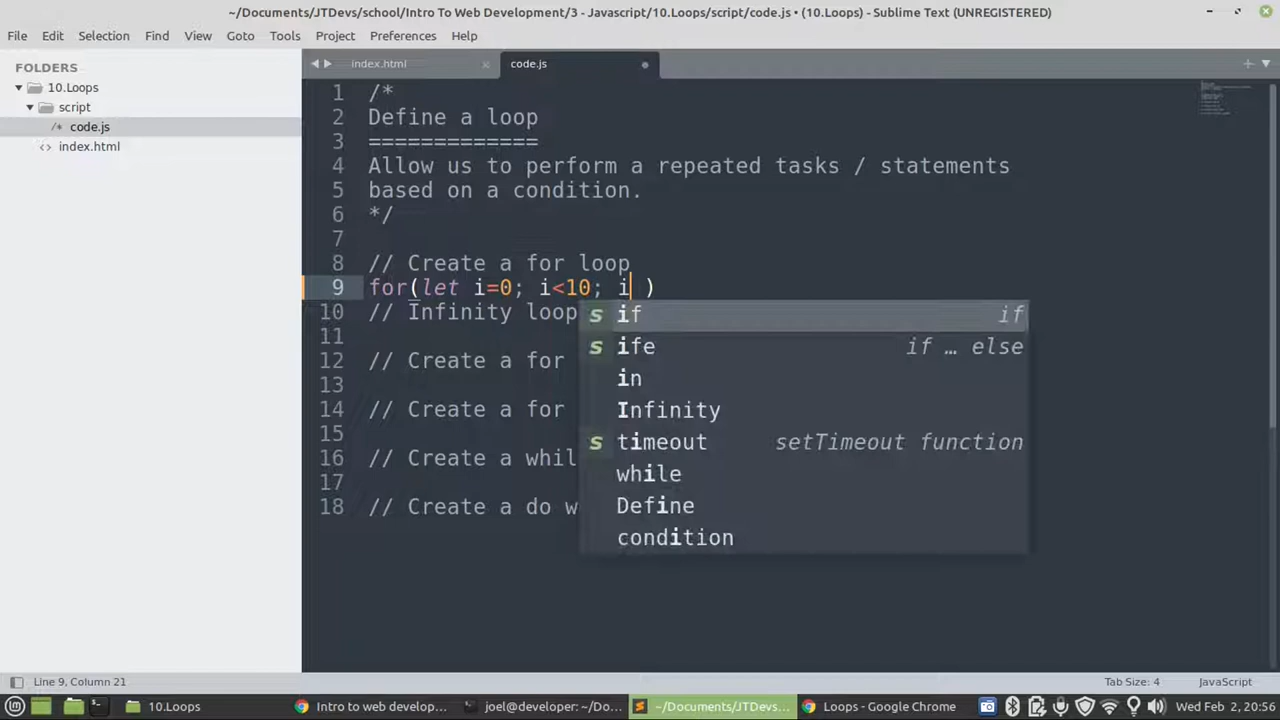 ~/Documents/JTDevs/school/Intro To Web Development/3 - Javascript/10.Loops/script/code.js • (10.Loops) - Sublime Text (UNREGISTERED)
File Edit Selection Find View Goto Tools Project Preferences Help
FOLDERS
10.Loops
script
/* code.js
<> index.html
index.html × code.js
1 /*
2 Define a loop
3 =============
4 Allow us to perform a repeated tasks / statements
5 based on a condition.
6 */
7
8 // Create a for loop
9 for(let i=0; i<10; i )
10 // Infinity loop
11
12 // Create a for
13
14 // Create a for
15
16 // Create a whil
17
18 // Create a do w
s if if
s ife if … else
in
Infinity
s timeout setTimeout function
while
Define
condition
Line 9, Column 21 Tab Size: 4 JavaScript
10.Loops Intro to web develop... joel@developer: ~/Do... ~/Documents/JTDevs... Loops - Google Chrome Wed Feb 2, 20:56